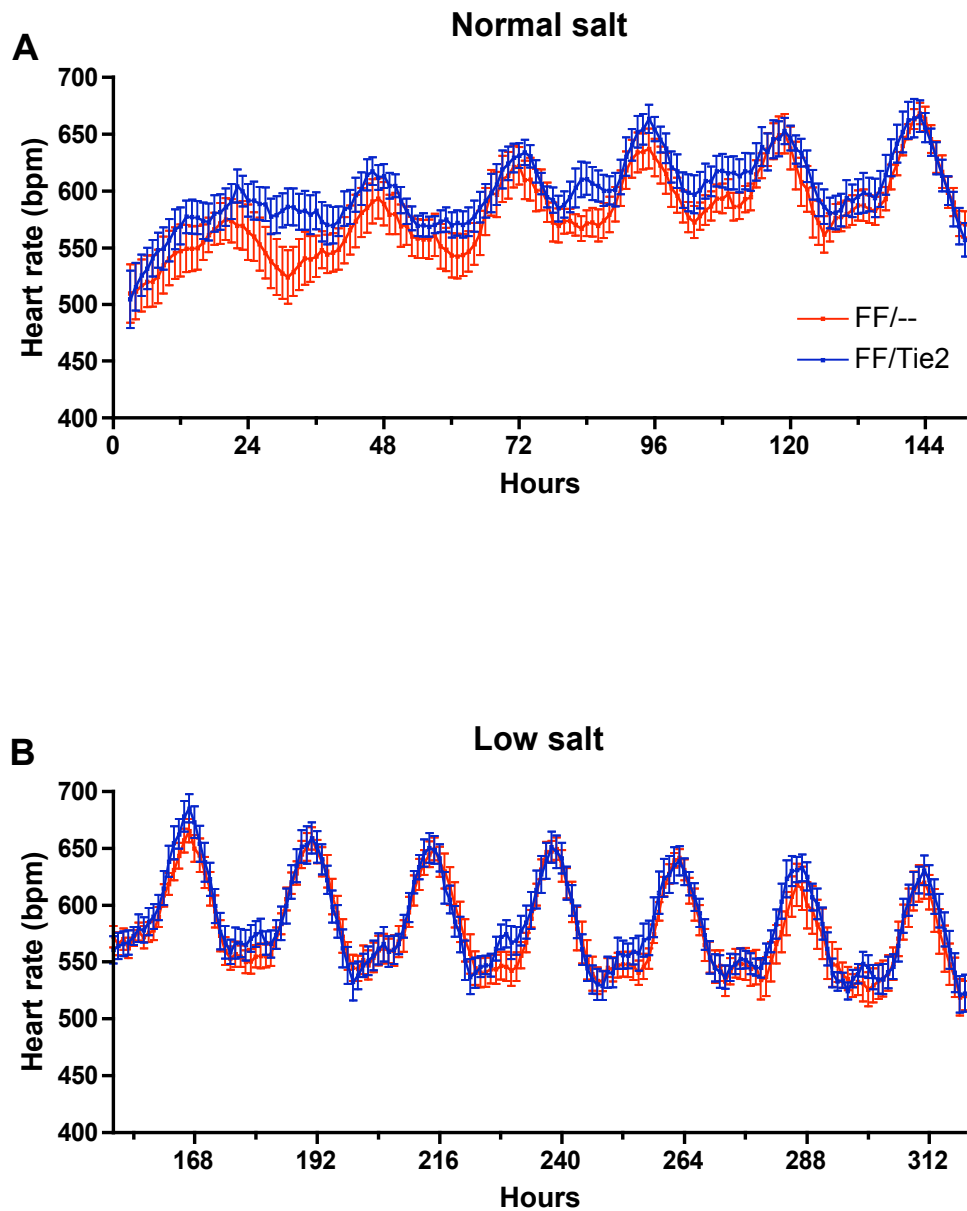 Normal salt
A
700
650
600
550
500
450
400
Heart rate (bpm)
FF/--
FF/Tie2
0 24 48 72 96 120 144
Hours
Low salt
B
700
650
600
550
500
450
400
Heart rate (bpm)
168 192 216 240 264 288 312
Hours